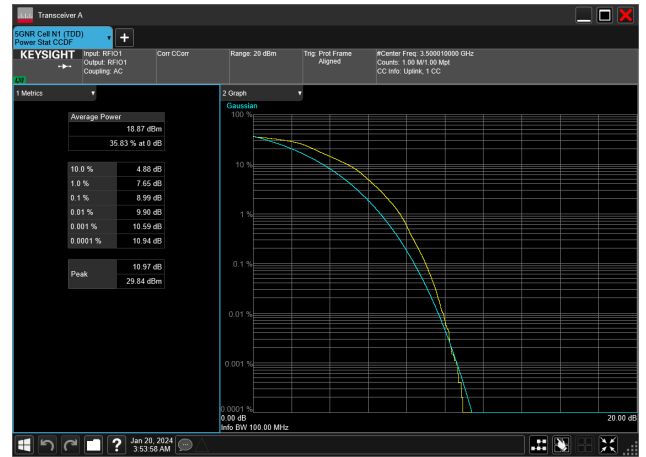 Transceiver A
5GNR Cell N1 (TDD)
Power Stat CCDF
KEYSIGHT
LXI
Input: RFIO1
Output: RFIO1
Coupling: AC
Corr CCorr
Range: 20 dBm
Trig: Prot Frame
Aligned
#Center Freq: 3.500010000 GHz
Counts: 1.00 M/1.00 Mpt
CC Info: Uplink, 1 CC
1 Metrics
Average Power
18.87 dBm
35.83 % at 0 dB
10.0 % 4.88 dB
1.0 % 7.65 dB
0.1 % 8.99 dB
0.01 % 9.90 dB
0.001 % 10.59 dB
0.0001 % 10.94 dB
Peak
10.97 dB
29.84 dBm
2 Graph
Gaussian
100 %
10 %
1 %
0.1 %
0.01 %
0.001 %
0.0001 %
0.00 dB
20.00 dB
Info BW 100.00 MHz
Jan 20, 2024
3:53:58 AM